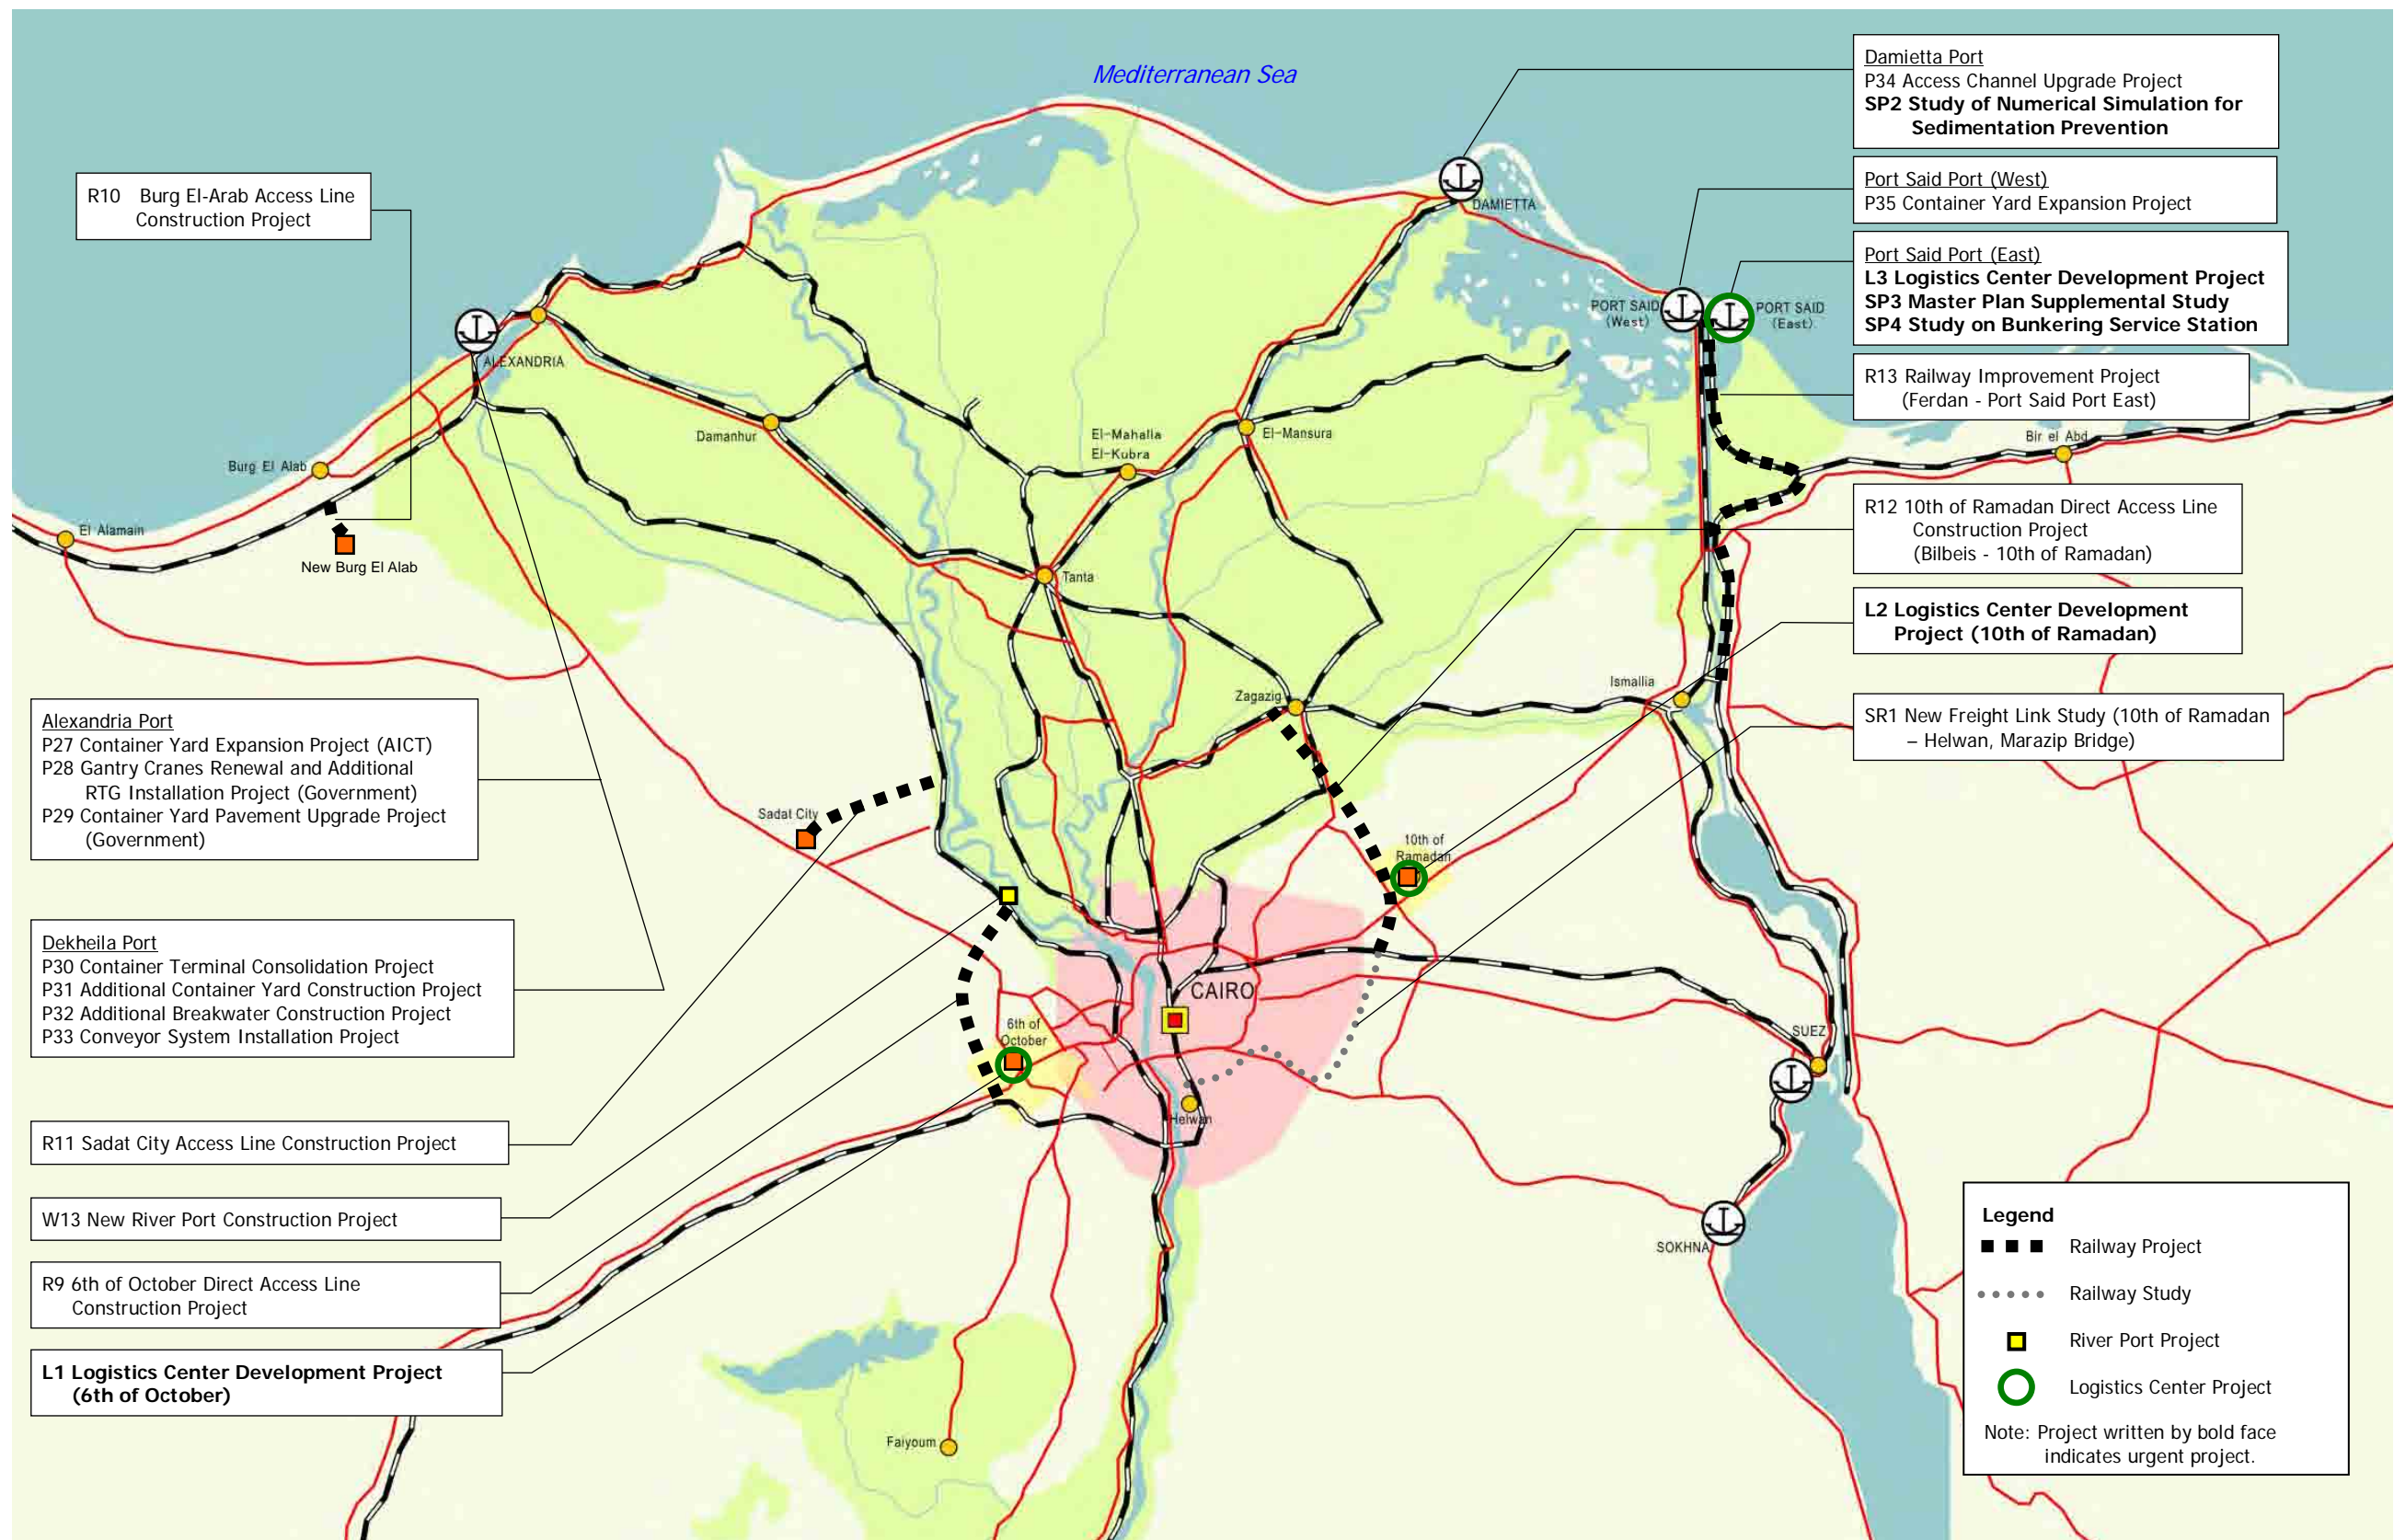 Mediterranean Sea
Damietta Port
P34 Access Channel Upgrade Project
SP2 Study of Numerical Simulation for
Sedimentation Prevention
Port Said Port (West)
P35 Container Yard Expansion Project
Port Said Port (East)
L3 Logistics Center Development Project
SP3 Master Plan Supplemental Study
SP4 Study on Bunkering Service Station
R13 Railway Improvement Project
(Ferdan - Port Said Port East)
R12 10th of Ramadan Direct Access Line
Construction Project
(Bilbeis - 10th of Ramadan)
L2 Logistics Center Development
Project (10th of Ramadan)
SR1 New Freight Link Study (10th of Ramadan
– Helwan, Marazip Bridge)
R10 Burg El-Arab Access Line
Construction Project
Alexandria Port
P27 Container Yard Expansion Project (AICT)
P28 Gantry Cranes Renewal and Additional
RTG Installation Project (Government)
P29 Container Yard Pavement Upgrade Project
(Government)
Dekheila Port
P30 Container Terminal Consolidation Project
P31 Additional Container Yard Construction Project
P32 Additional Breakwater Construction Project
P33 Conveyor System Installation Project
R11 Sadat City Access Line Construction Project
W13 New River Port Construction Project
R9 6th of October Direct Access Line
Construction Project
L1 Logistics Center Development Project
(6th of October)
DAMIETTA
PORT SAID
(West)
PORT SAID
(East)
ALEXANDRIA
Damanhur
El-Mahalla
El-Kubra
El-Mansura
Bir el Abd
Burg El Alab
El Alamain
New Burg El Alab
Tanta
Zagazig
Ismallia
Sadat City
10th of
Ramadan
CAIRO
6th of
October
SUEZ
Helwan
SOKHNA
Faiyoum
Legend
Railway Project
Railway Study
River Port Project
Logistics Center Project
Note: Project written by bold face
indicates urgent project.